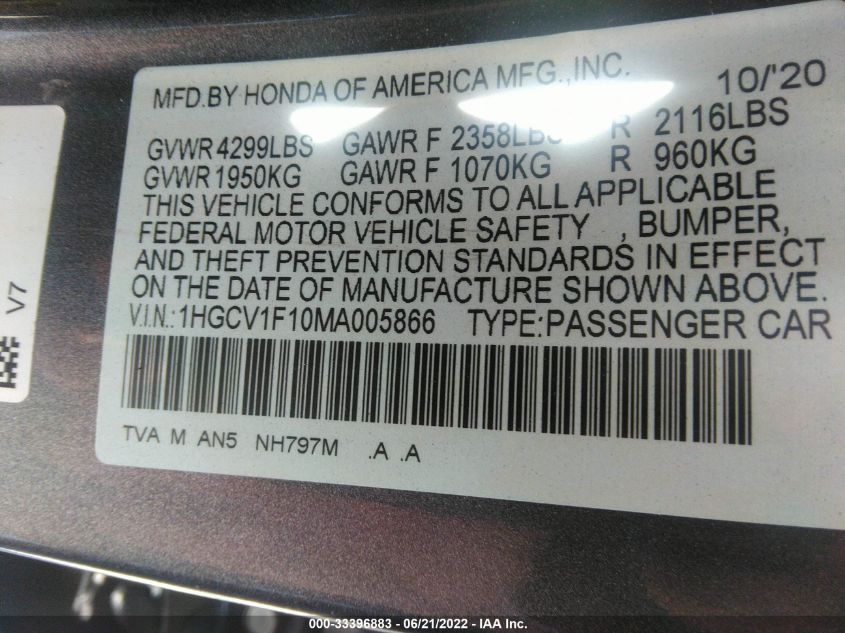 MFD.BY HONDA OF AMERICA MFG.,INC. 10/'20
GVWR 4299LBS GAWR F 2358LBS R 2116LBS
GVWR 1950KG GAWR F 1070KG R 960KG
THIS VEHICLE CONFORMS TO ALL APPLICABLE
FEDERAL MOTOR VEHICLE SAFETY , BUMPER,
AND THEFT PREVENTION STANDARDS IN EFFECT
ON THE DATE OF MANUFACTURE SHOWN ABOVE.
V.I.N.:1HGCV1F10MA005866 TYPE:PASSENGER CAR
TVA M AN5 NH797M .A .A
V7
000-33396883 / 06/21/2022 - IAA Inc.